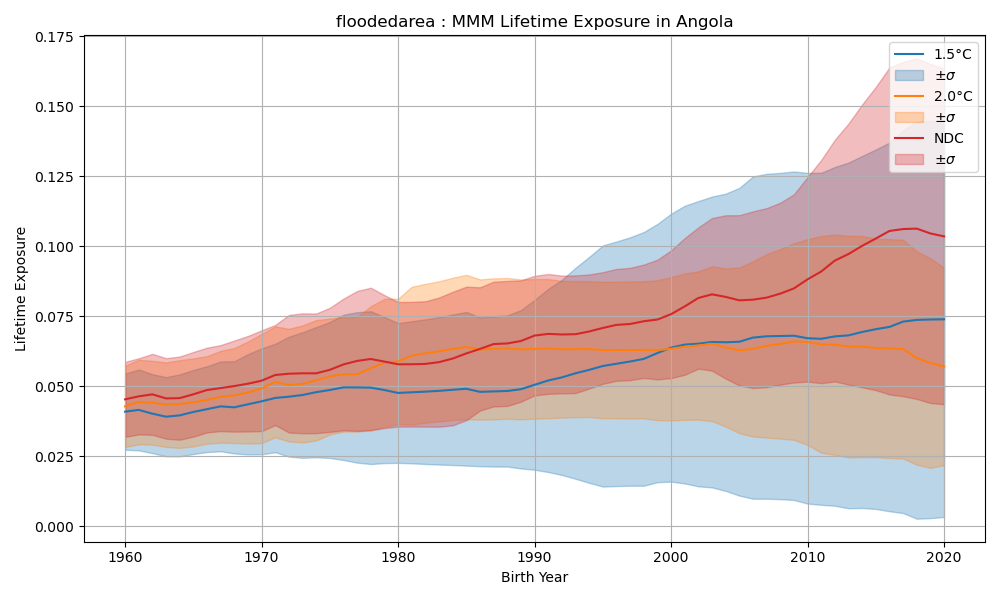 floodedarea : MMM Lifetime Exposure in Angola
0.175
0.150
0.125
0.100
0.075
0.050
0.025
0.000
Lifetime Exposure
1.5°C
±σ
2.0°C
±σ
NDC
±σ
1960 1970 1980 1990 2000 2010 2020
Birth Year